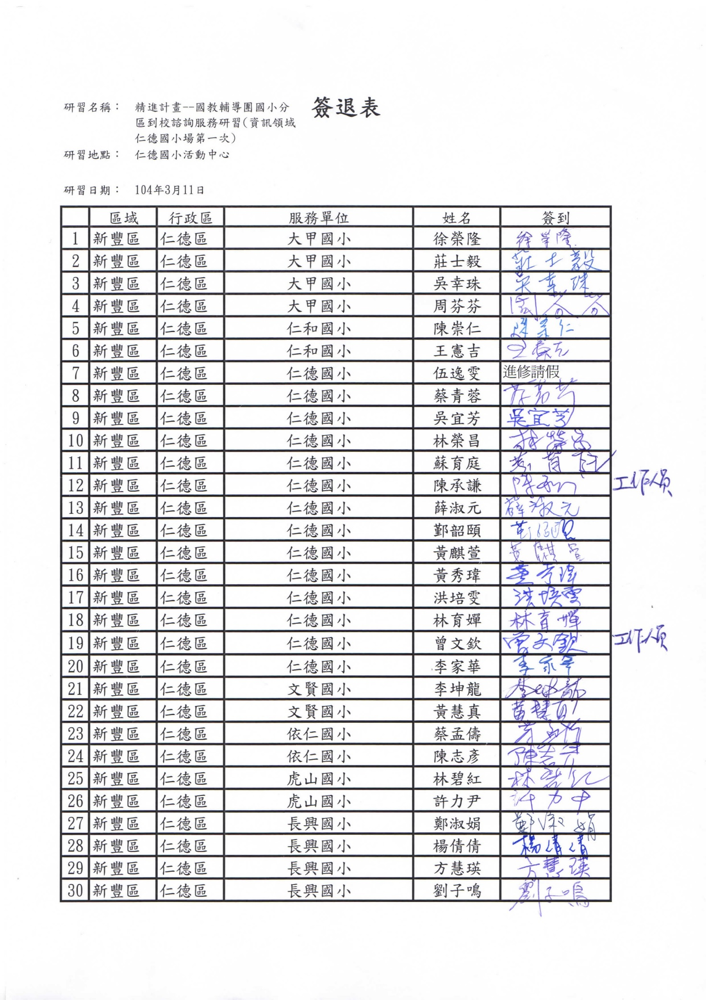 簽退表
研習名稱： 精進計畫--國教輔導團國小分
區到校諮詢服務研習(資訊領域
仁德國小場第一次)
研習地點： 仁德國小活動中心
研習日期： 104年3月11日
區域 行政區 服務單位 姓名 簽到
1 新豐區 仁德區 大甲國小 徐榮隆 徐榮隆
2 新豐區 仁德區 大甲國小 莊士毅 莊士毅
3 新豐區 仁德區 大甲國小 吳幸珠 吳幸珠
4 新豐區 仁德區 大甲國小 周芬芬 周芬芬
5 新豐區 仁德區 仁和國小 陳崇仁 陳崇仁
6 新豐區 仁德區 仁和國小 王憲吉 王憲吉
7 新豐區 仁德區 仁德國小 伍逸雯 進修請假
8 新豐區 仁德區 仁德國小 蔡青蓉
9 新豐區 仁德區 仁德國小 吳宜芳 吳宜芳
10 新豐區 仁德區 仁德國小 林榮昌 林榮昌
11 新豐區 仁德區 仁德國小 蘇育庭 蘇育庭
12 新豐區 仁德區 仁德國小 陳承謙 陳承謙 工作人員
13 新豐區 仁德區 仁德國小 薛淑元 薛淑元
14 新豐區 仁德區 仁德國小 鄞韶頤
15 新豐區 仁德區 仁德國小 黃麒萱 黃麒萱
16 新豐區 仁德區 仁德國小 黃秀瑋 黃秀瑋
17 新豐區 仁德區 仁德國小 洪培雯 洪培雯
18 新豐區 仁德區 仁德國小 林育嬋 林育嬋
19 新豐區 仁德區 仁德國小 曾文欽 曾文欽 工作人員
20 新豐區 仁德區 仁德國小 李家華 李家華
21 新豐區 仁德區 文賢國小 李坤龍 李坤龍
22 新豐區 仁德區 文賢國小 黃慧真 黃慧真
23 新豐區 仁德區 依仁國小 蔡孟儔
24 新豐區 仁德區 依仁國小 陳志彥 陳志彥
25 新豐區 仁德區 虎山國小 林碧紅 林碧紅
26 新豐區 仁德區 虎山國小 許力尹 許力尹
27 新豐區 仁德區 長興國小 鄭淑娟 鄭淑娟
28 新豐區 仁德區 長興國小 楊倩倩 楊倩倩
29 新豐區 仁德區 長興國小 方慧瑛 方慧瑛
30 新豐區 仁德區 長興國小 劉子鳴 劉子鳴